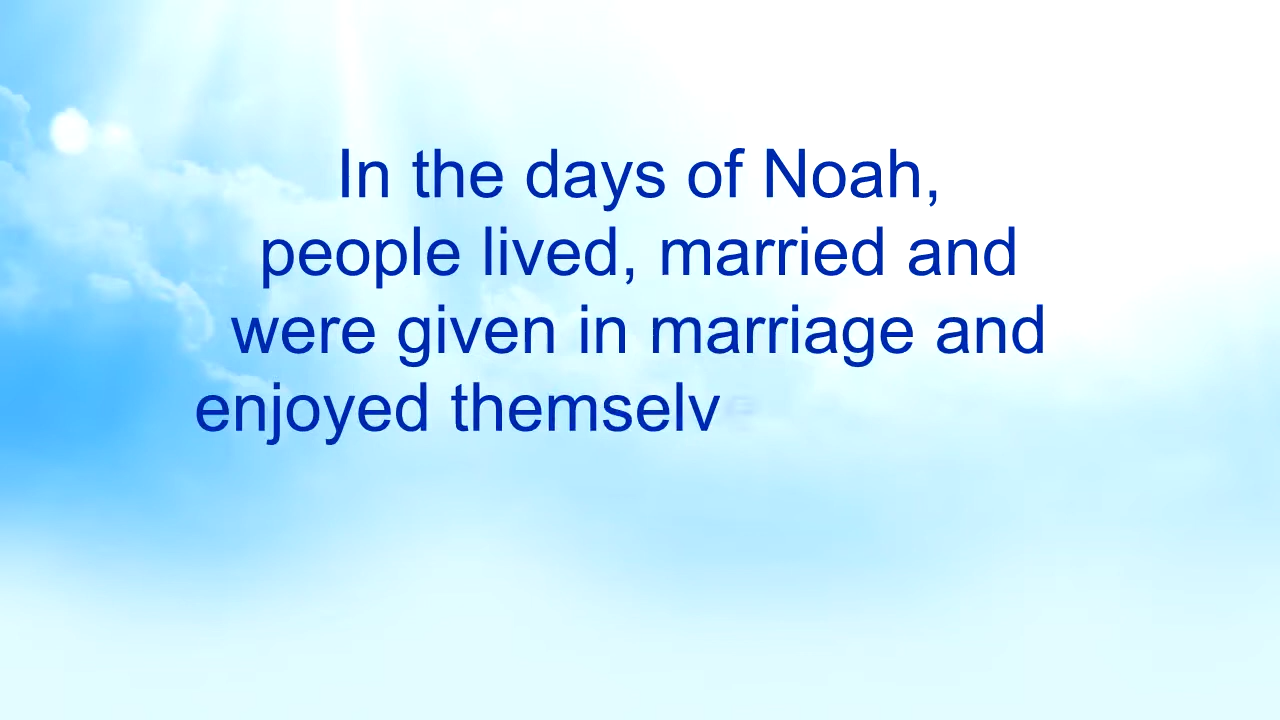 In the days of Noah,
people lived, married and
were given in marriage and
enjoyed themselv